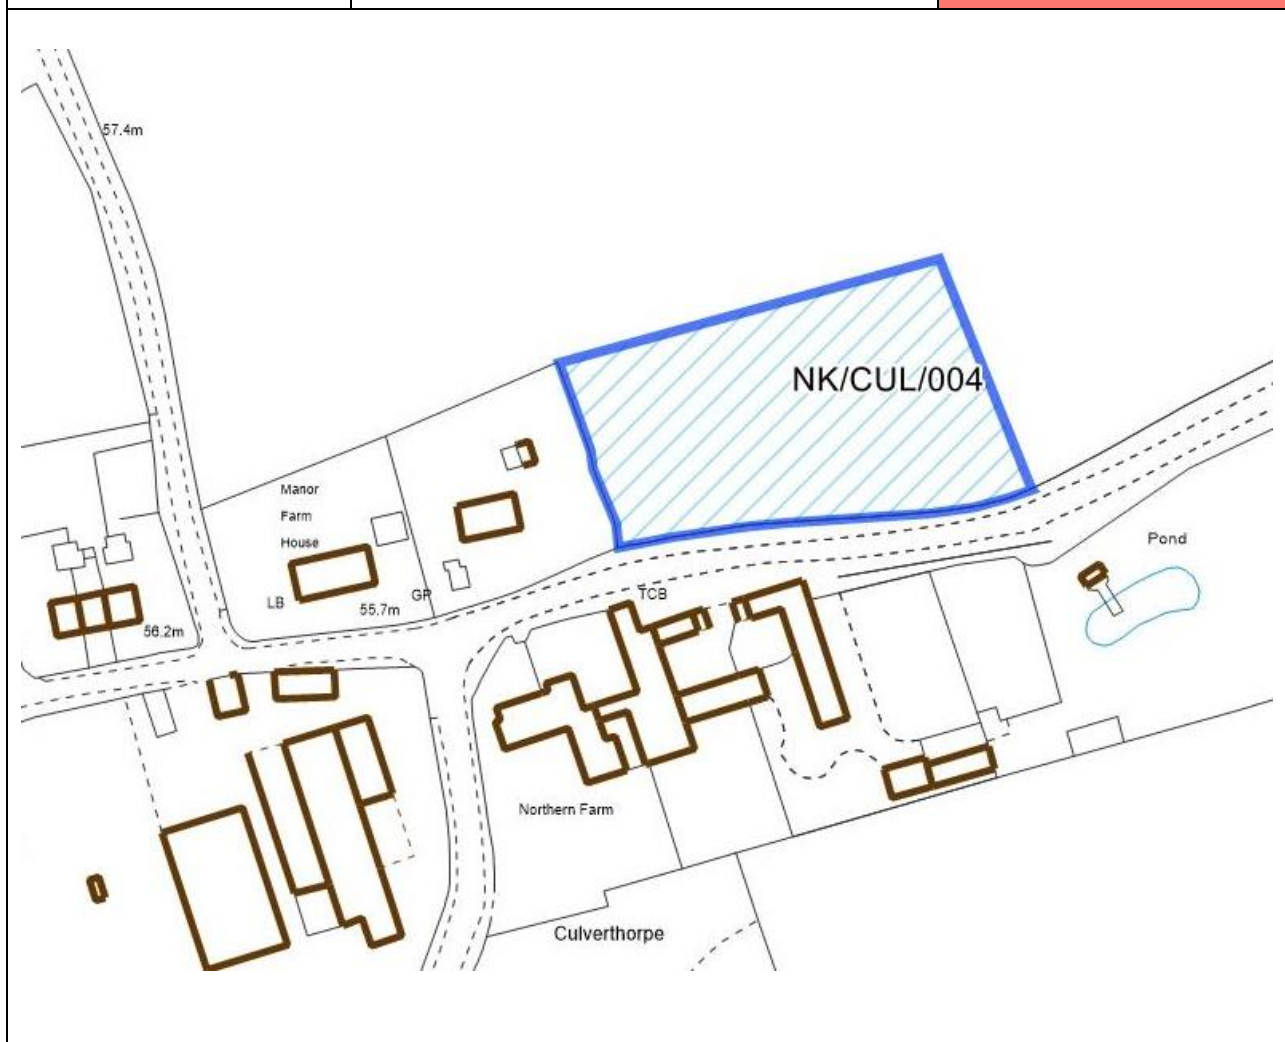 57.4m
NK/CUL/004
Manor
Farm
House
Pond
LB
55.7m
GP
TCB
56.2m
Northern Farm
Culverthorpe